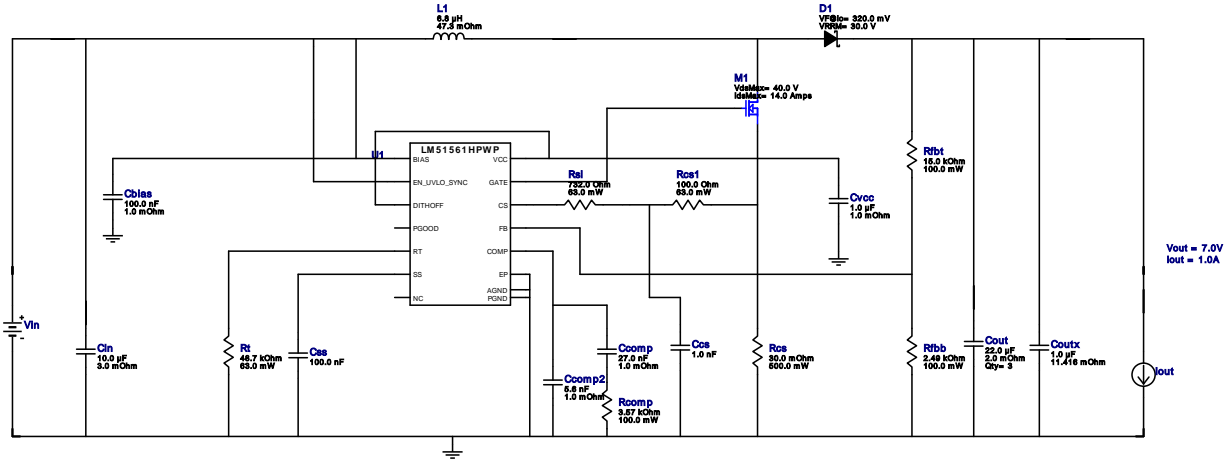 L1
6.8 µH
47.3 mOhm
D1
VF@Io= 320.0 mV
VRRM= 30.0 V
M1
VdsMax= 40.0 V
IdsMax= 14.0 Amps
U1
LM51561HPWP
BIAS
EN_UVLO_SYNC
DITHOFF
PGOOD
RT
SS
NC
VCC
GATE
CS
FB
COMP
EP
AGND
PGND
Cbias
100.0 nF
1.0 mOhm
Rsl
732.0 Ohm
63.0 mW
Rcs1
100.0 Ohm
63.0 mW
Cvcc
1.0 µF
1.0 mOhm
Rfbt
15.0 kOhm
100.0 mW
Vout = 7.0V
Iout = 1.0A
Vin
+
-
Cin
10.0 µF
3.0 mOhm
Rt
48.7 kOhm
63.0 mW
Css
100.0 nF
Ccomp
27.0 nF
1.0 mOhm
Ccomp2
5.6 nF
1.0 mOhm
Rcomp
3.57 kOhm
100.0 mW
Ccs
1.0 nF
Rcs
30.0 mOhm
500.0 mW
Rfbb
2.49 kOhm
100.0 mW
Cout
22.0 µF
2.0 mOhm
Qty= 3
Coutx
1.0 µF
11.416 mOhm
Iout